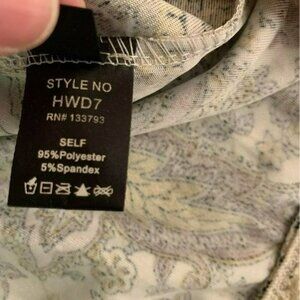 STYLE NO
HWD7
RN# 133793
SELF
95%Polyester
5%Spandex